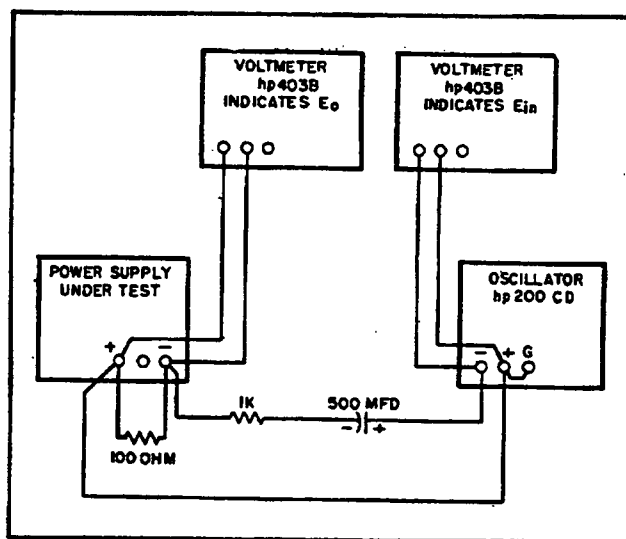 VOLTMETER
hp403B
INDICATES Eo
VOLTMETER
hp403B
INDICATES Ein
POWER SUPPLY
UNDER TEST
+ -
OSCILLATOR
hp 200 CD
- + G
1K
500 MFD
- +
100 OHM